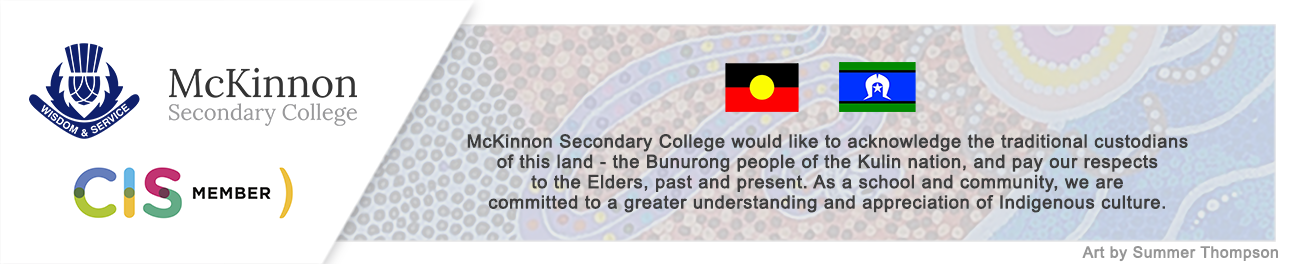 McKinnon
Secondary College
WISDOM & SERVICE
CIS MEMBER
McKinnon Secondary College would like to acknowledge the traditional custodians
of this land - the Bunurong people of the Kulin nation, and pay our respects
to the Elders, past and present. As a school and community, we are
committed to a greater understanding and appreciation of Indigenous culture.
Art by Summer Thompson